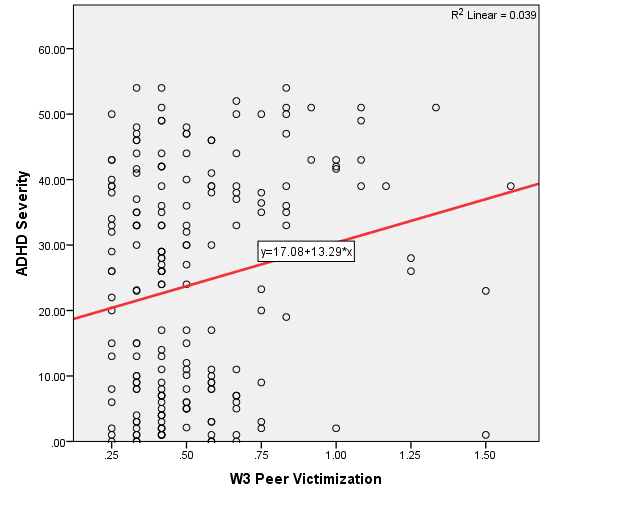 R2 Linear = 0.039
60.00
50.00
40.00
30.00
20.00
10.00
.00
ADHD Severity
y=17.08+13.29*x
.25 .50 .75 1.00 1.25 1.50
W3 Peer Victimization